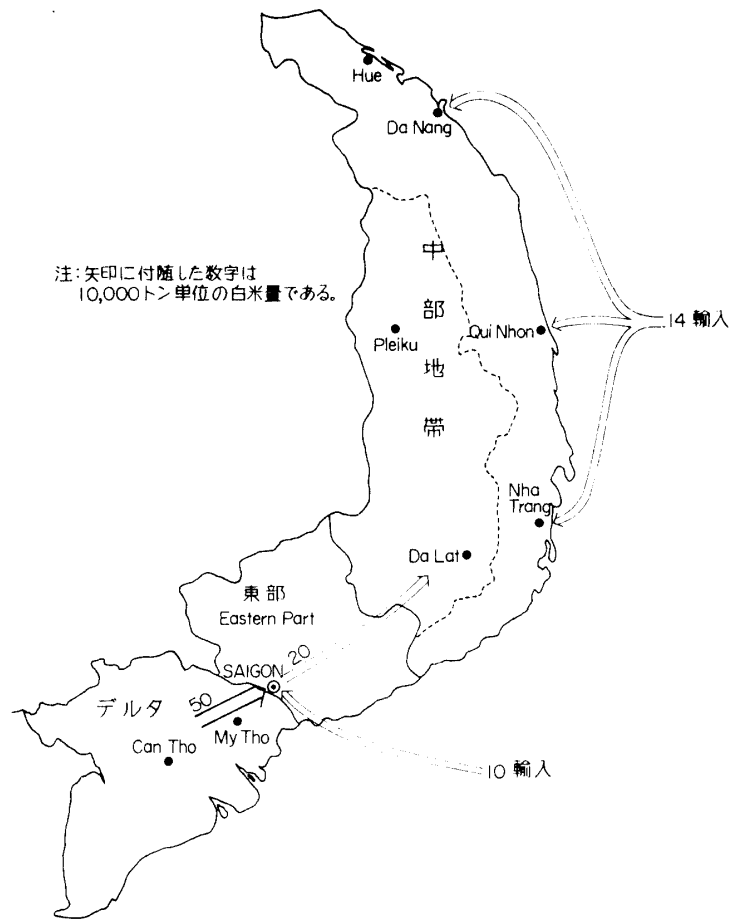 Hue
Da Nang
注:矢印に付随した数字は
10,000トン単位の白米量である。
中部地帯
Pleiku
Qui Nhon
14 輸入
Nha
Trang
Da Lat
東部
Eastern Part
20
SAIGON
50
デルタ
My Tho
Can Tho
10 輸入